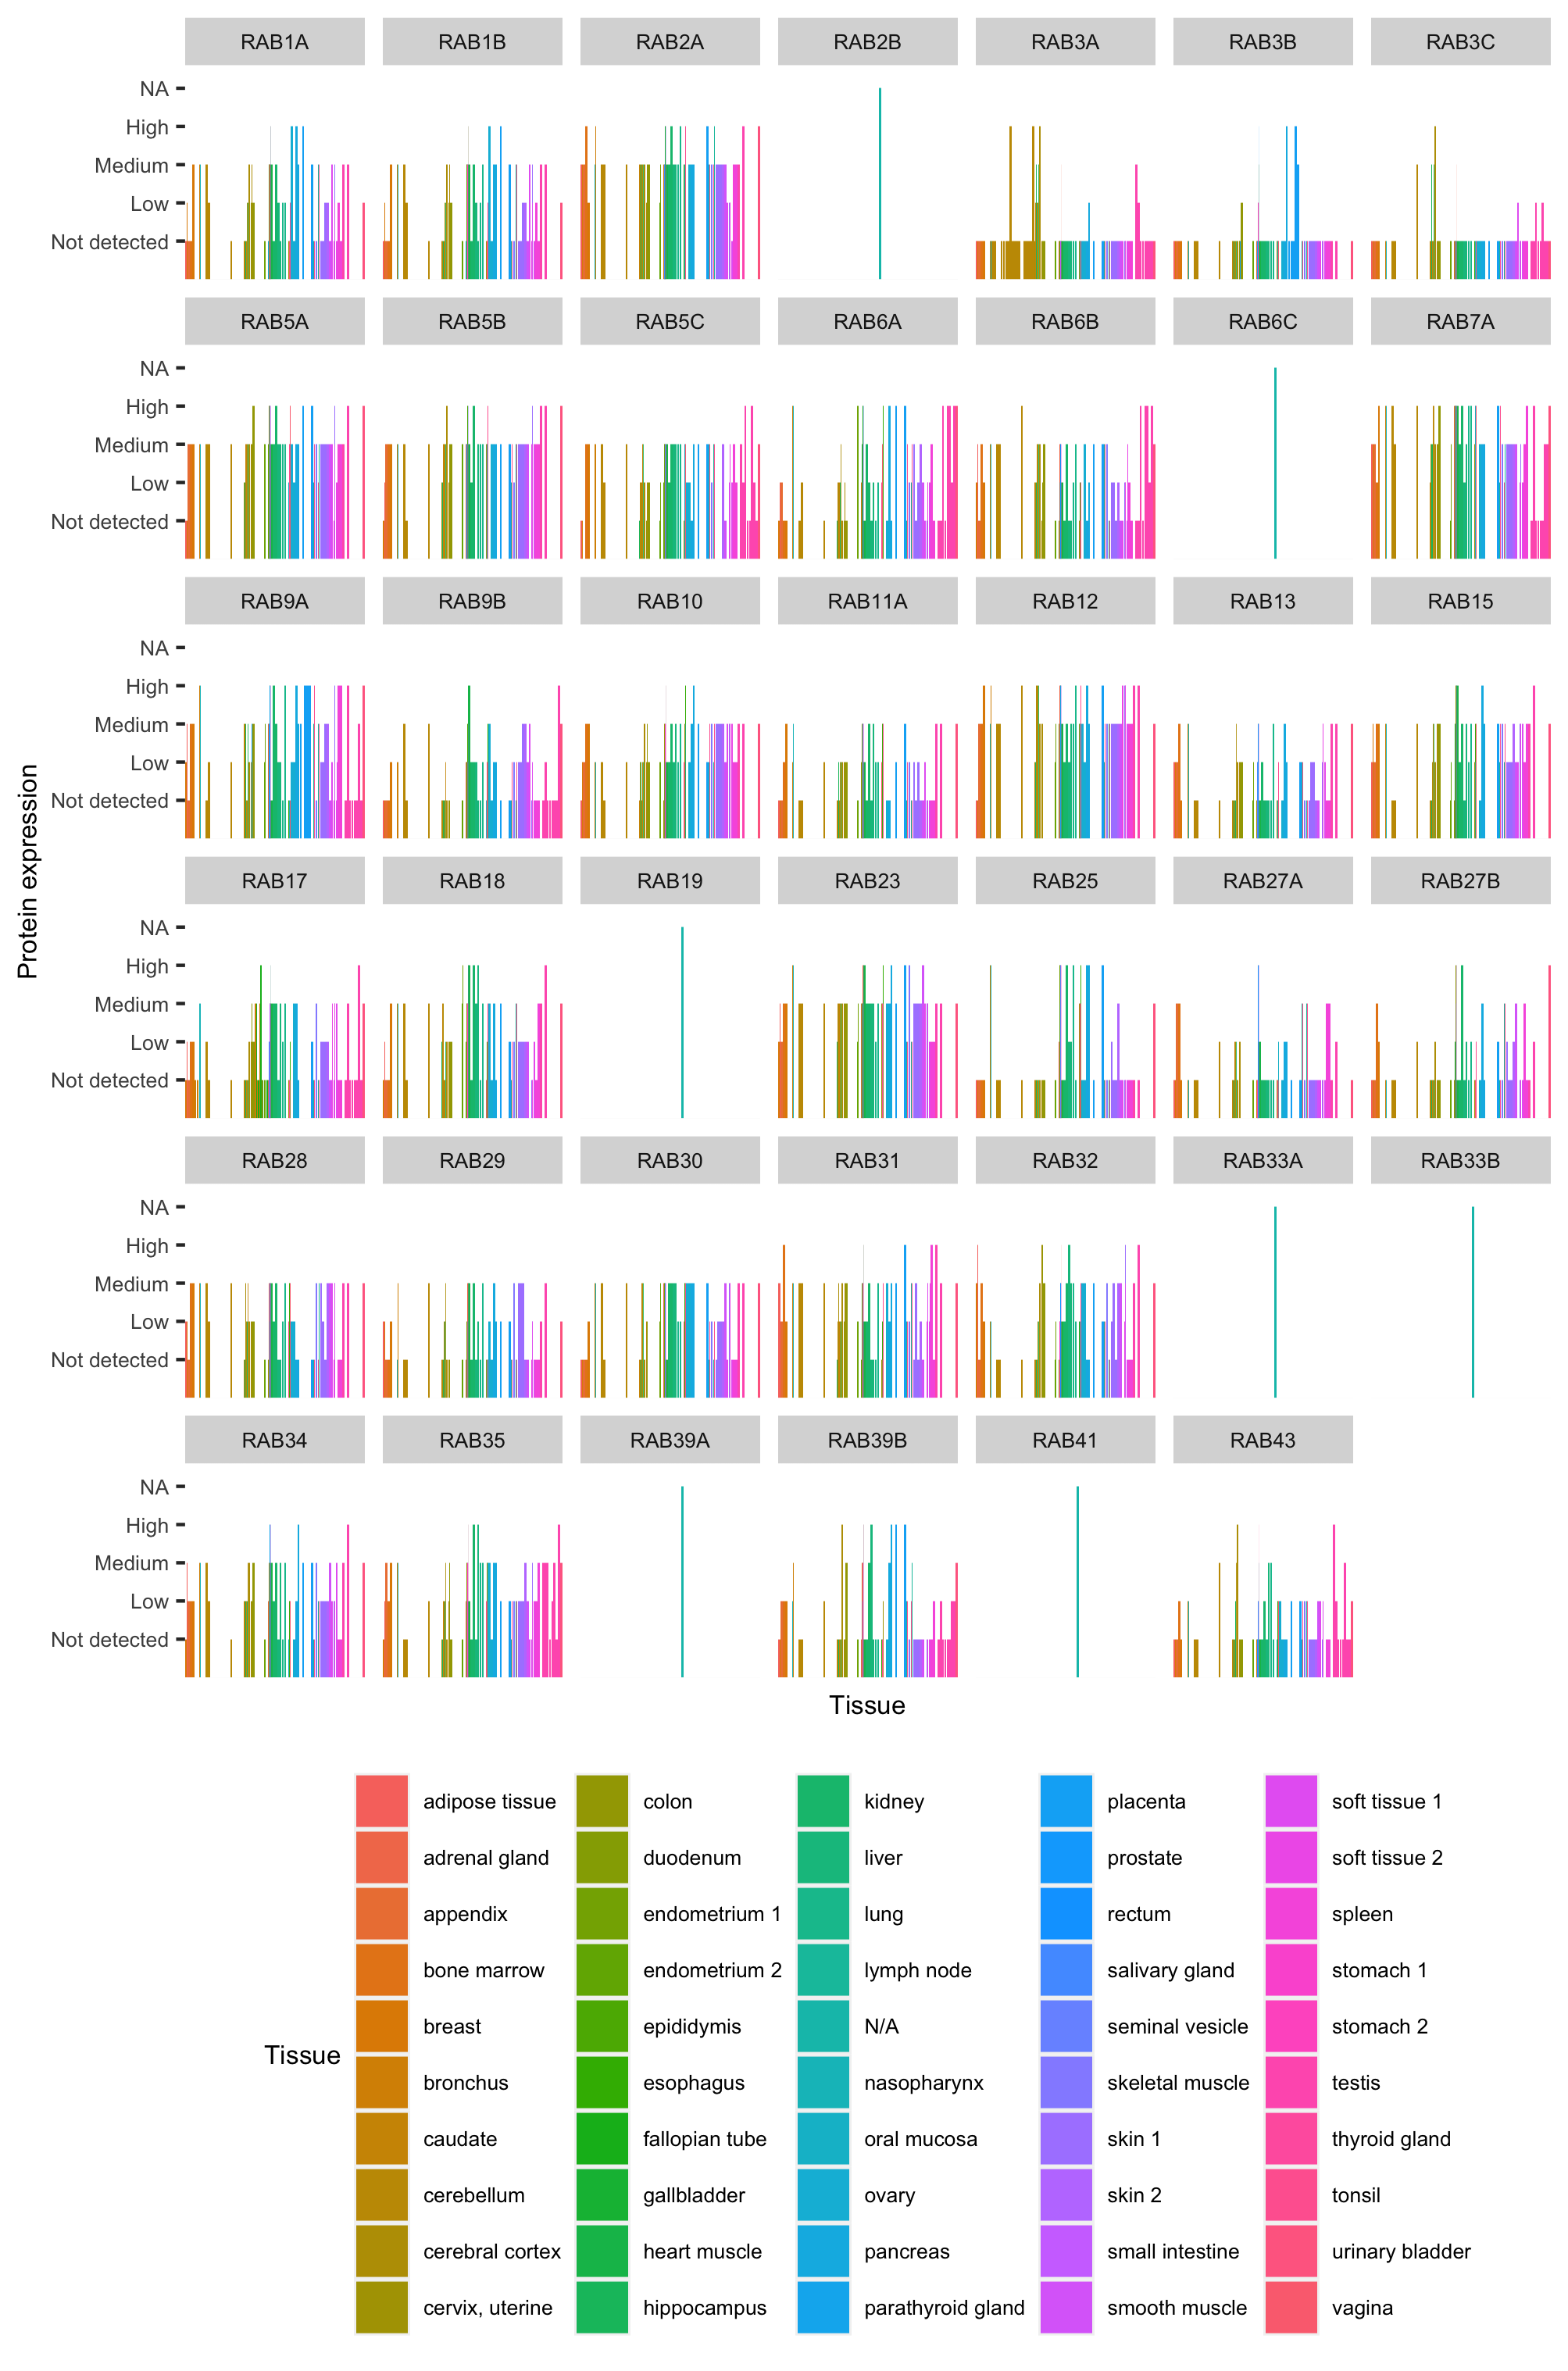 RAB1A RAB1B RAB2A RAB2B RAB3A RAB3B RAB3C
NA
High
Medium
Low
Not detected
RAB5A RAB5B RAB5C RAB6A RAB6B RAB6C RAB7A
NA
High
Medium
Low
Not detected
RAB9A RAB9B RAB10 RAB11A RAB12 RAB13 RAB15
NA
High
Medium
Low
Not detected
Protein expression
RAB17 RAB18 RAB19 RAB23 RAB25 RAB27A RAB27B
NA
High
Medium
Low
Not detected
RAB28 RAB29 RAB30 RAB31 RAB32 RAB33A RAB33B
NA
High
Medium
Low
Not detected
RAB34 RAB35 RAB39A RAB39B RAB41 RAB43
NA
High
Medium
Low
Not detected
Tissue
Tissue
adipose tissue
adrenal gland
appendix
bone marrow
breast
bronchus
caudate
cerebellum
cerebral cortex
cervix, uterine
colon
duodenum
endometrium 1
endometrium 2
epididymis
esophagus
fallopian tube
gallbladder
heart muscle
hippocampus
kidney
liver
lung
lymph node
N/A
nasopharynx
oral mucosa
ovary
pancreas
parathyroid gland
placenta
prostate
rectum
salivary gland
seminal vesicle
skeletal muscle
skin 1
skin 2
small intestine
smooth muscle
soft tissue 1
soft tissue 2
spleen
stomach 1
stomach 2
testis
thyroid gland
tonsil
urinary bladder
vagina